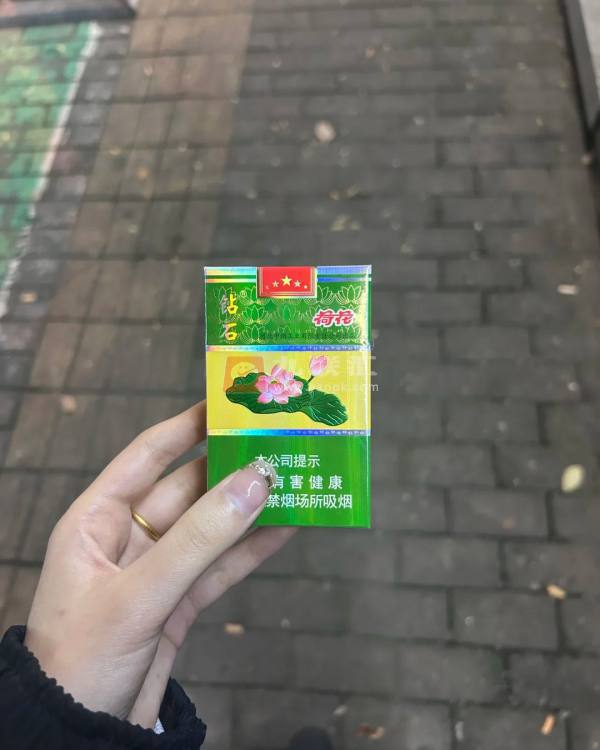 钻石
荷花
本公司提示
有害健康
禁烟场所吸烟